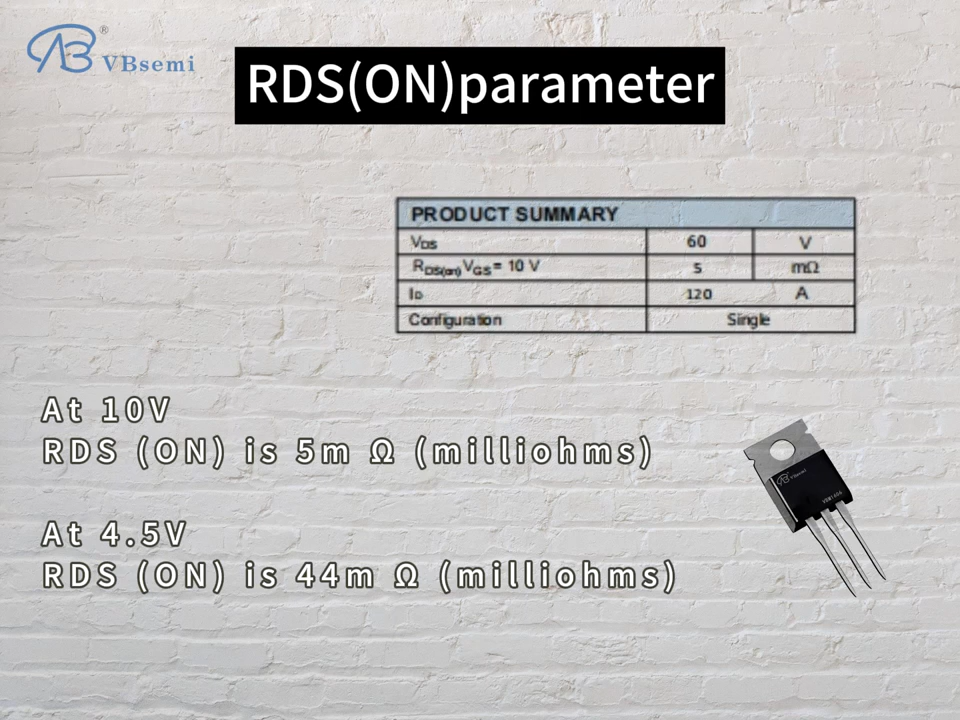 VBsemi
®
RDS(ON)parameter
PRODUCT SUMMARY
VDS 60 V
RDS(on) VGS = 10 V 5 mΩ
ID 120 A
Configuration Single
At 10V
RDS (ON) is 5m Ω (milliohms)
At 4.5V
RDS (ON) is 44m Ω (milliohms)
VBsemi